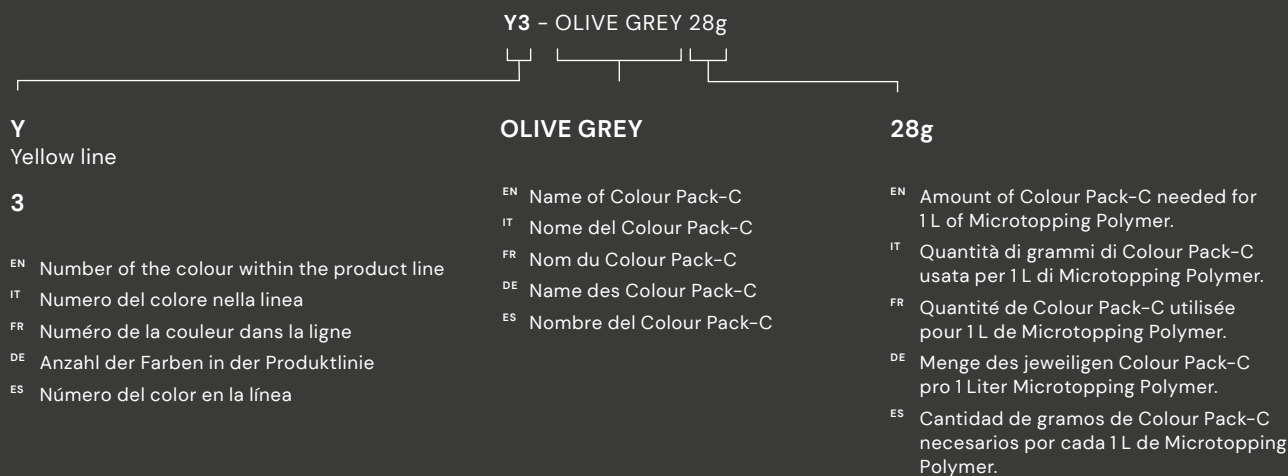 Y3 – OLIVE GREY 28g
Y
Yellow line
3
EN Number of the colour within the product line
IT Numero del colore nella linea
FR Numéro de la couleur dans la ligne
DE Anzahl der Farben in der Produktlinie
ES Número del color en la línea
OLIVE GREY
EN Name of Colour Pack-C
IT Nome del Colour Pack-C
FR Nom du Colour Pack-C
DE Name des Colour Pack-C
ES Nombre del Colour Pack-C
28g
EN Amount of Colour Pack-C needed for
1 L of Microtopping Polymer.
IT Quantità di grammi di Colour Pack-C
usata per 1 L di Microtopping Polymer.
FR Quantité de Colour Pack-C utilisée
pour 1 L de Microtopping Polymer.
DE Menge des jeweiligen Colour Pack-C
pro 1 Liter Microtopping Polymer.
ES Cantidad de gramos de Colour Pack-C
necesarios por cada 1 L de Microtopping
Polymer.